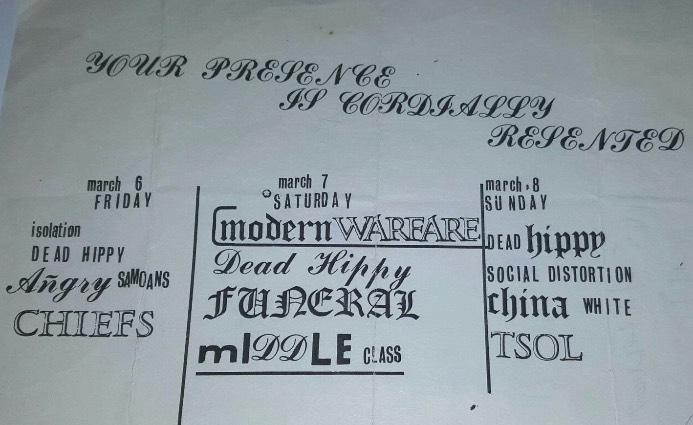 YOUR PRESENCE
IS CORDIALLY
RESENTED
march 6
FRIDAY
isolation
DEAD HIPPY
Añgry SAMOANS
CHIEFS
march 7
SATURDAY
modern WARFARE
Dead Hippy
FUNERAL
mIDDLE CLASS
march 8
SUNDAY
DEAD hippy
SOCIAL DISTORTION
china WHITE
TSOL